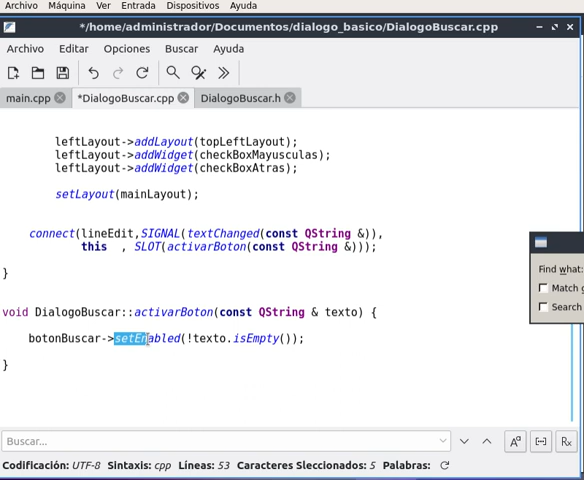 Archivo Ver Entrada Dispositivos Ayuda
*/home/administrador/Documentos/dialogo_basico/DialogoBuscar.cpp
Archivo Editar Opciones Buscar Ayuda
main.cpp *DialogoBuscar.cpp DialogoBuscar.h
leftLayout->addLayout(topLeftLayout);
leftLayout->addWidget(checkBoxMayusculas);
leftLayout->addWidget(checkBoxAtras);
setLayout(mainLayout);
connect(lineEdit,SIGNAL(textChanged(const QString &)),
this , SLOT(activarBoton(const QString &)));
}
Find what:
Match
Search
void DialogoBuscar::activarBoton(const QString & texto) {
botonBuscar->setEnabled(!texto.isEmpty());
}
Buscar...
Aª
Rx
Codificación: UTF-8 Sintaxis: cpp Líneas: 53 Caracteres Seleccionados: 5 Palabras: